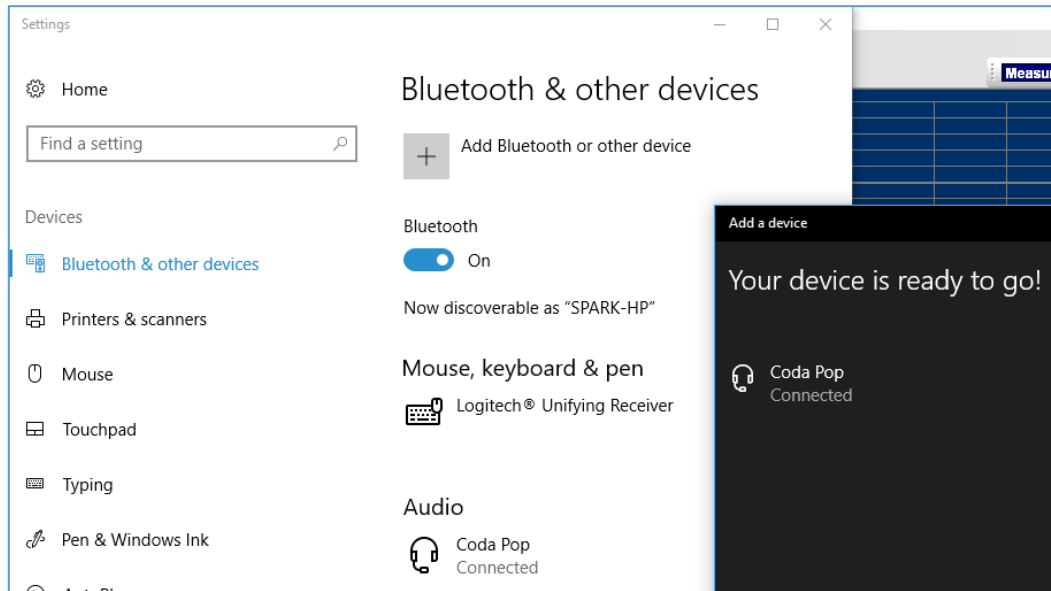 Settings
Home
Find a setting
Devices
Bluetooth & other devices
Printers & scanners
Mouse
Touchpad
Typing
Pen & Windows Ink
Bluetooth & other devices
Add Bluetooth or other device
Bluetooth
On
Now discoverable as “SPARK-HP”
Mouse, keyboard & pen
Logitech® Unifying Receiver
Audio
Coda Pop
Connected
Add a device
Your device is ready to go!
Coda Pop
Connected